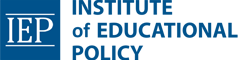 IEP
INSTITUTE
of EDUCATIONAL
POLICY